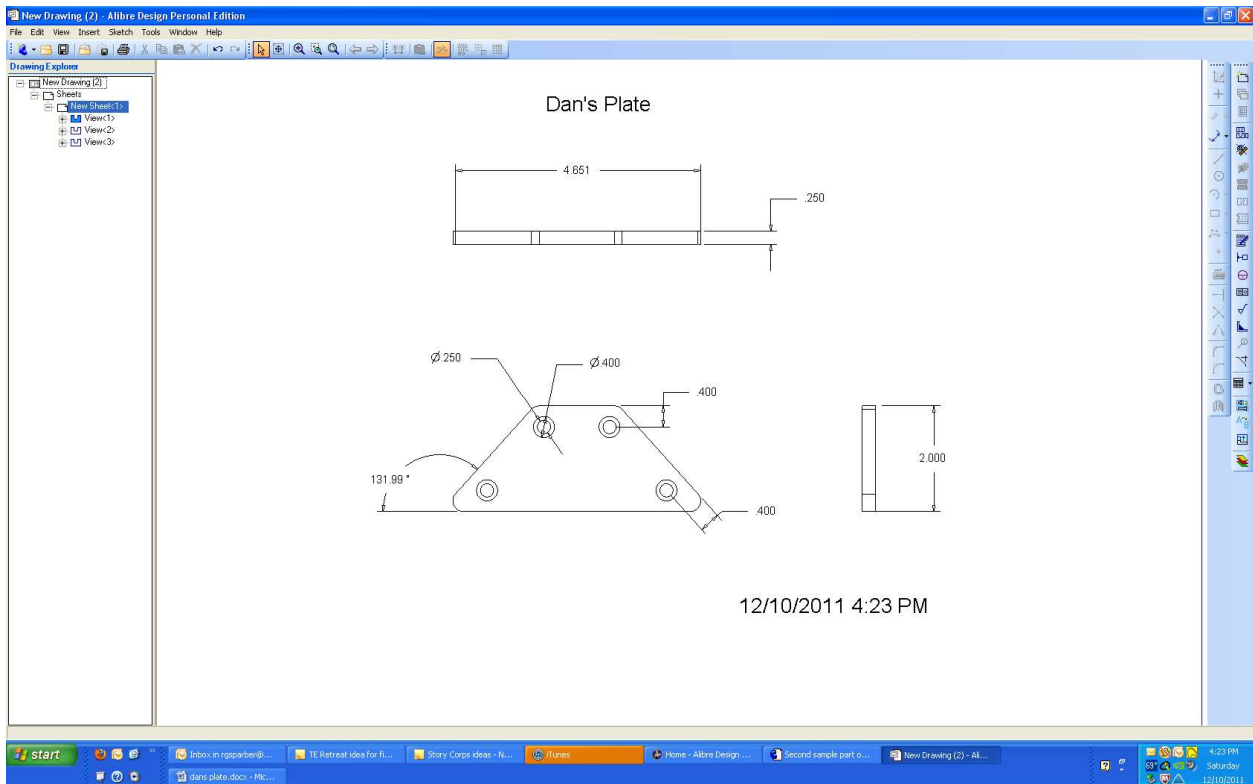 New Drawing (2) - Alibre Design Personal Edition
File Edit View Insert Sketch Tools Window Help
Drawing Explorer
New Drawing (2)
Sheets
New Sheet<1>
View<1>
View<2>
View<3>
Dan's Plate
4.651
.250
Ø.250
Ø.400
.400
131.99 °
2.000
.400
12/10/2011 4:23 PM
start
Inbox in rgsparber@...
TE Retreat idea for fi...
Story Corps ideas - N...
iTunes
Home - Alibre Design ...
Second sample part o...
New Drawing (2) - Ali...
dans plate.docx - Mic...
69°
4:23 PM
Saturday
12/10/2011